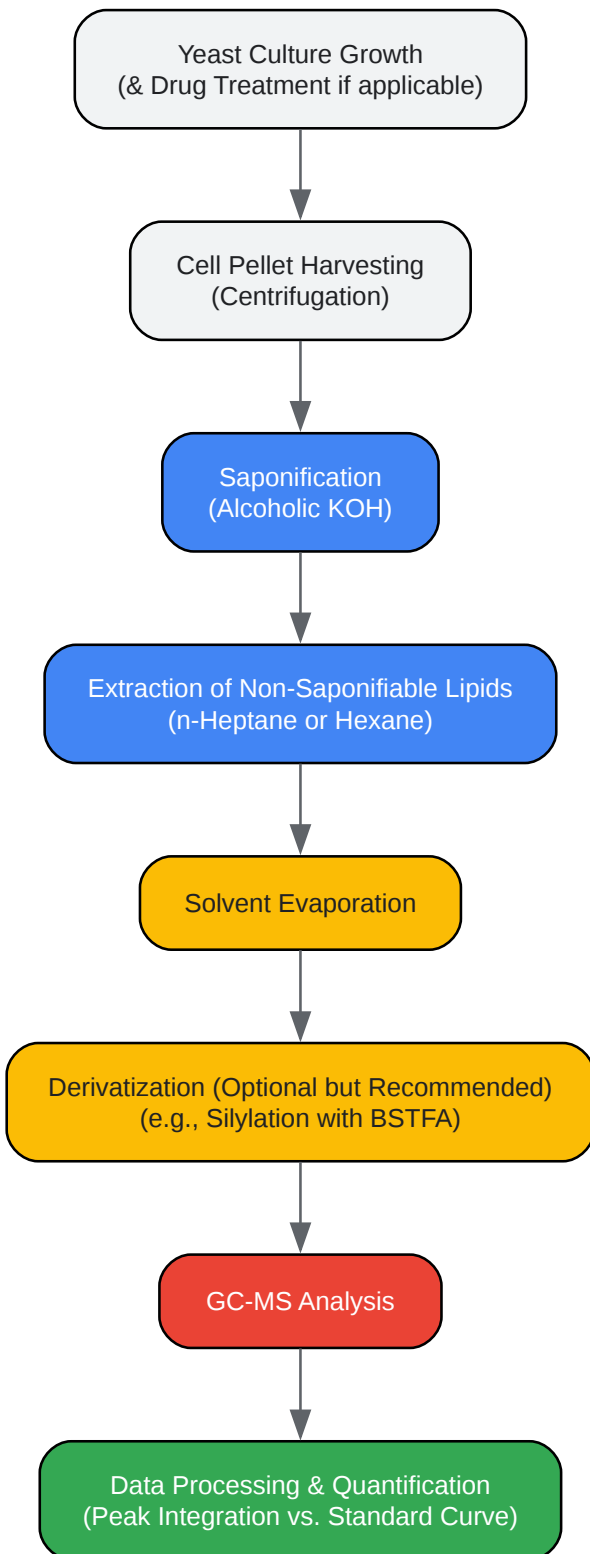 Yeast Culture Growth
(& Drug Treatment if applicable)
Cell Pellet Harvesting
(Centrifugation)
Saponification
(Alcoholic KOH)
Extraction of Non-Saponifiable Lipids
(n-Heptane or Hexane)
Solvent Evaporation
Derivatization (Optional but Recommended)
(e.g., Silylation with BSTFA)
GC-MS Analysis
Data Processing & Quantification
(Peak Integration vs. Standard Curve)